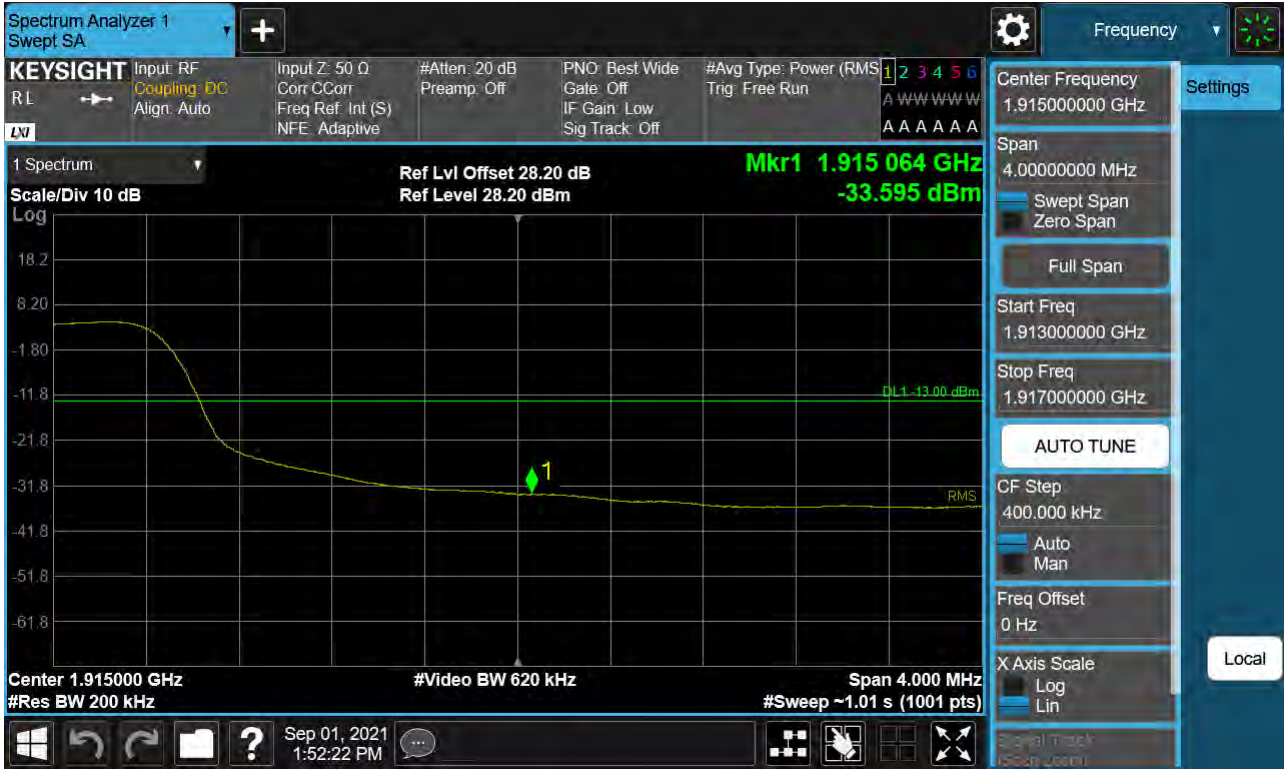 Spectrum Analyzer 1
Swept SA
+
Frequency
KEYSIGHT
RL
LXI
Input: RF
Coupling: DC
Align: Auto
Input Z: 50 Ω
Corr CCorr
Freq Ref: Int (S)
NFE: Adaptive
#Atten: 20 dB
Preamp: Off
PNO: Best Wide
Gate: Off
IF Gain: Low
Sig Track: Off
#Avg Type: Power (RMS
Trig: Free Run
1 2 3 4 5 6
A W W W W W
A A A A A A
1 Spectrum
Scale/Div 10 dB
Log
Ref Lvl Offset 28.20 dB
Ref Level 28.20 dBm
Mkr1 1.915 064 GHz
-33.595 dBm
18.2
8.20
-1.80
-11.8
-21.8
-31.8
-41.8
-51.8
-61.8
DL1 -13.00 dBm
1
RMS
Center 1.915000 GHz
#Res BW 200 kHz
#Video BW 620 kHz
Span 4.000 MHz
#Sweep ~1.01 s (1001 pts)
Center Frequency
1.915000000 GHz
Settings
Span
4.00000000 MHz
Swept Span
Zero Span
Full Span
Start Freq
1.913000000 GHz
Stop Freq
1.917000000 GHz
AUTO TUNE
CF Step
400.000 kHz
Auto
Man
Freq Offset
0 Hz
X Axis Scale
Log
Lin
Local
Signal Track
(Span Zoom)
?
Sep 01, 2021
1:52:22 PM